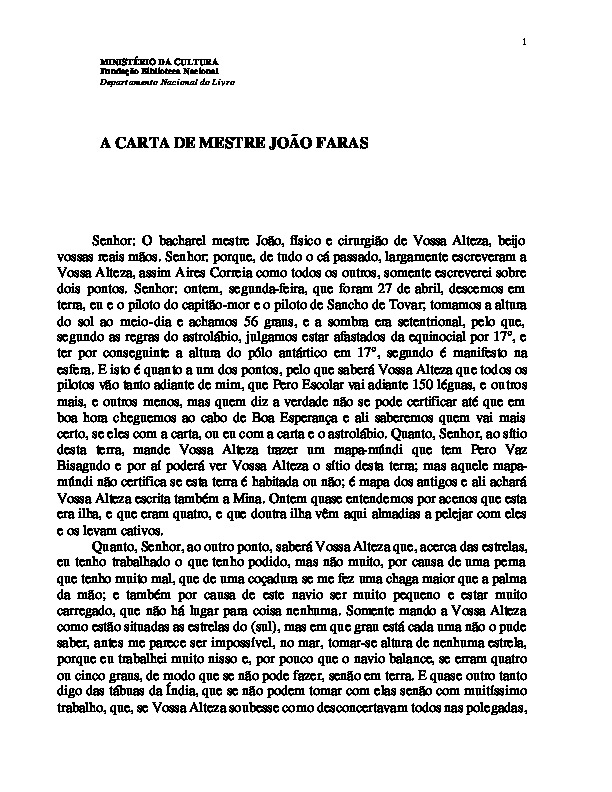 1
MINISTÉRIO DA CULTURA
Fundação Biblioteca Nacional
Departamento Nacional do Livro
A CARTA DE MESTRE JOÃO FARAS
Senhor: O bacharel mestre João, físico e cirurgião de Vossa Alteza, beijo
vossas reais mãos. Senhor: porque, de tudo o cá passado, largamente escreveram a
Vossa Alteza, assim Aires Correia como todos os outros, somente escreverei sobre
dois pontos. Senhor: ontem, segunda-feira, que foram 27 de abril, descemos em
terra, eu e o piloto do capitão-mor e o piloto de Sancho de Tovar; tomamos a altura
do sol ao meio-dia e achamos 56 graus, e a sombra era setentrional, pelo que,
segundo as regras do astrolábio, julgamos estar afastados da equinocial por 17°, e
ter por conseguinte a altura do pólo antártico em 17°, segundo é manifesto na
esfera. E isto é quanto a um dos pontos, pelo que saberá Vossa Alteza que todos os
pilotos vão tanto adiante de mim, que Pero Escolar vai adiante 150 léguas, e outros
mais, e outros menos, mas quem diz a verdade não se pode certificar até que em
boa hora cheguemos ao cabo de Boa Esperança e ali saberemos quem vai mais
certo, se eles com a carta, ou eu com a carta e o astrolábio. Quanto, Senhor, ao sítio
desta terra, mande Vossa Alteza trazer um mapa-múndi que tem Pero Vaz
Bisagudo e por aí poderá ver Vossa Alteza o sítio desta terra; mas aquele mapa-
múndi não certifica se esta terra é habitada ou não; é mapa dos antigos e ali achará
Vossa Alteza escrita também a Mina. Ontem quase entendemos por acenos que esta
era ilha, e que eram quatro, e que doutra ilha vêm aqui almadias a pelejar com eles
e os levam cativos.
Quanto, Senhor, ao outro ponto, saberá Vossa Alteza que, acerca das estrelas,
eu tenho trabalhado o que tenho podido, mas não muito, por causa de uma perna
que tenho muito mal, que de uma coçadura se me fez uma chaga maior que a palma
da mão; e também por causa de este navio ser muito pequeno e estar muito
carregado, que não há lugar para coisa nenhuma. Somente mando a Vossa Alteza
como estão situadas as estrelas do (sul), mas em que grau está cada uma não o pude
saber, antes me parece ser impossível, no mar, tomar-se altura de nenhuma estrela,
porque eu trabalhei muito nisso e, por pouco que o navio balance, se erram quatro
ou cinco graus, de modo que se não pode fazer, senão em terra. E quase outro tanto
digo das tábuas da Índia, que se não podem tomar com elas senão com muitíssimo
trabalho, que, se Vossa Alteza soubesse como desconcertavam todos nas polegadas,